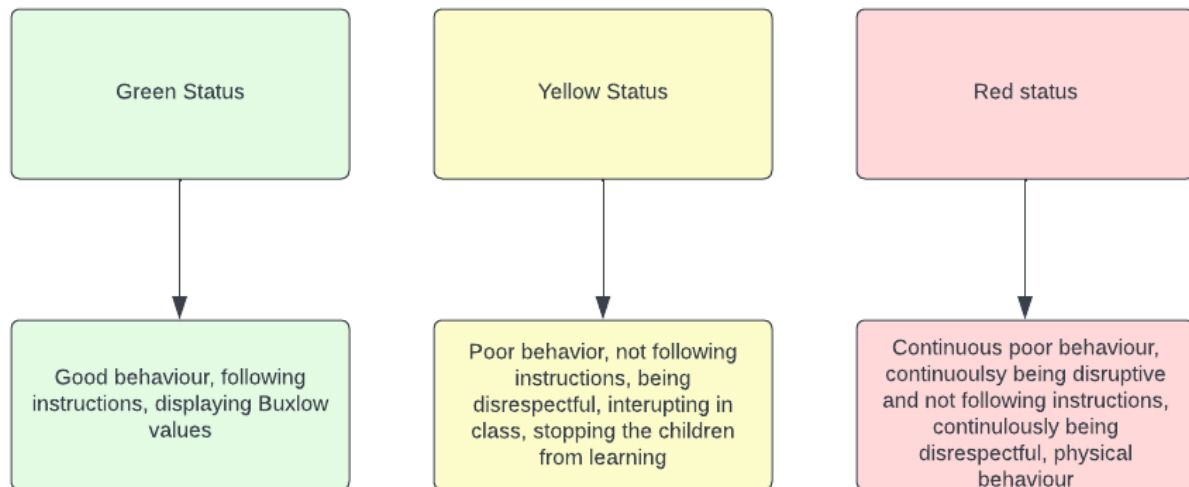 Green Status
Yellow Status
Red status
Good behaviour, following
instructions, displaying Buxlow
values
Poor behavior, not following
instructions, being
disrespectful, interupting in
class, stopping the children
from learning
Continuous poor behaviour,
continuoulsy being disruptive
and not following instructions,
continulously being
disrespectful, physical
behaviour